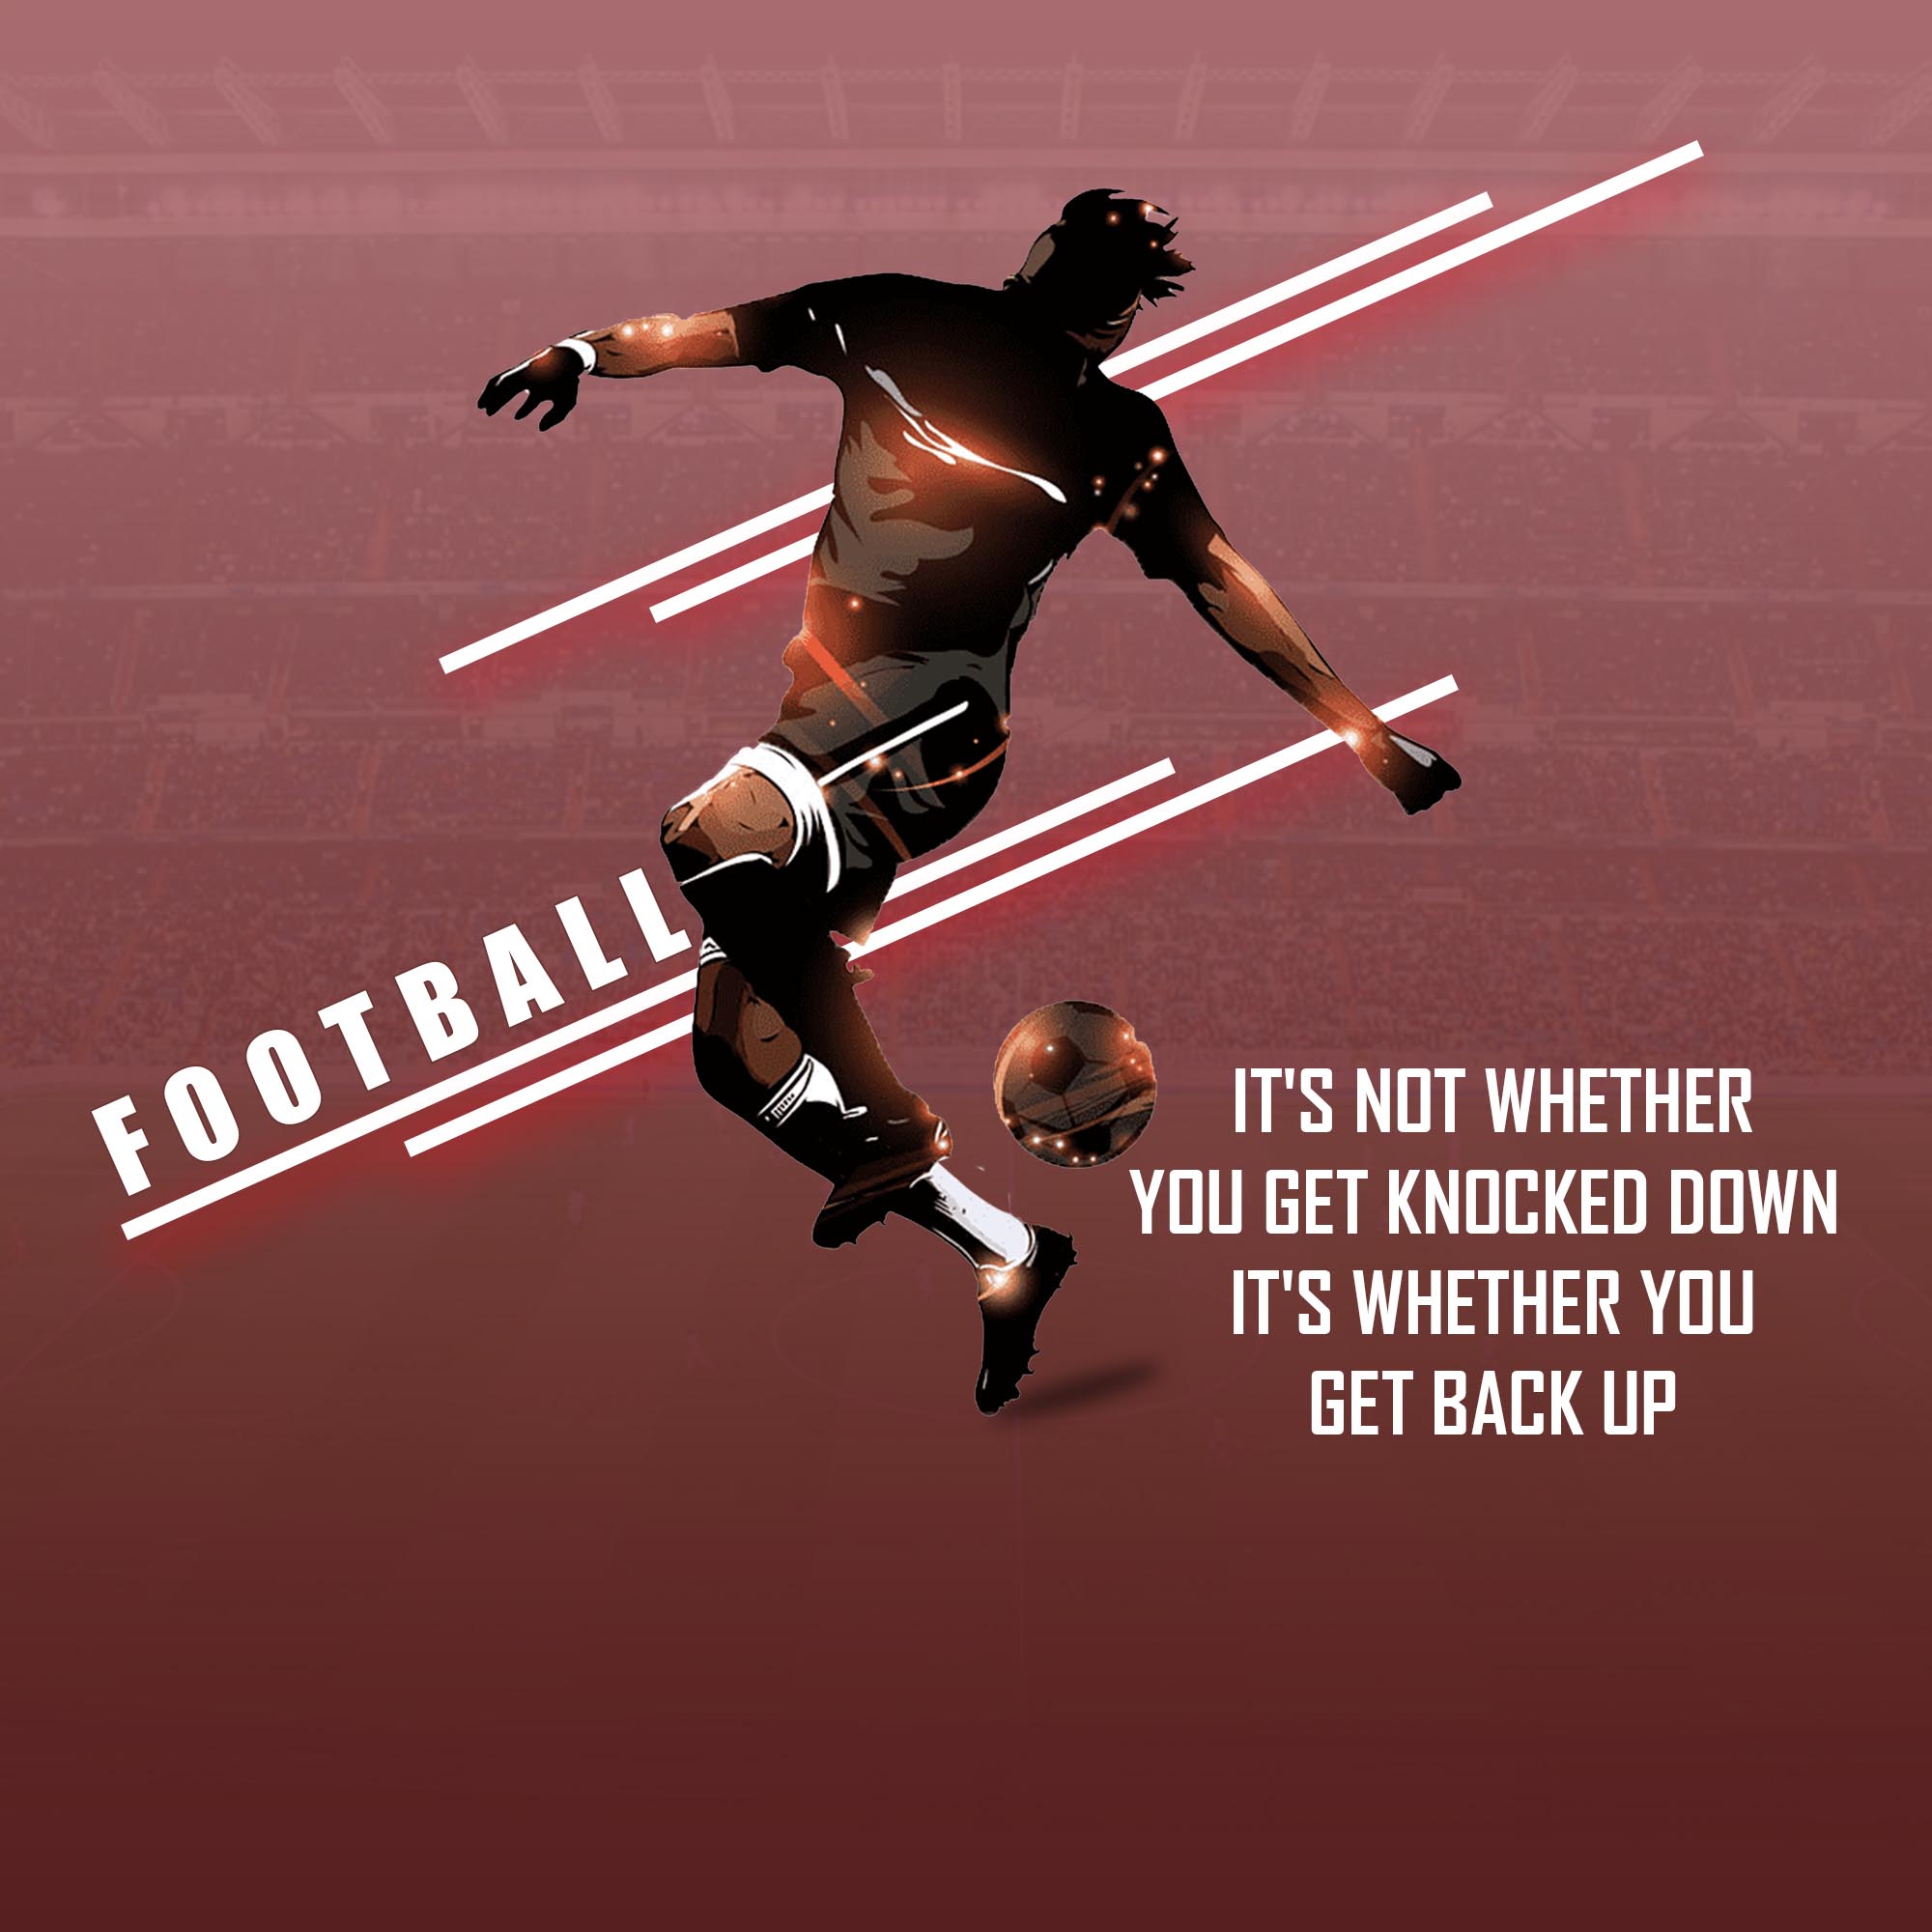 FOOTBALL
IT'S NOT WHETHER
YOU GET KNOCKED DOWN
IT'S WHETHER YOU
GET BACK UP